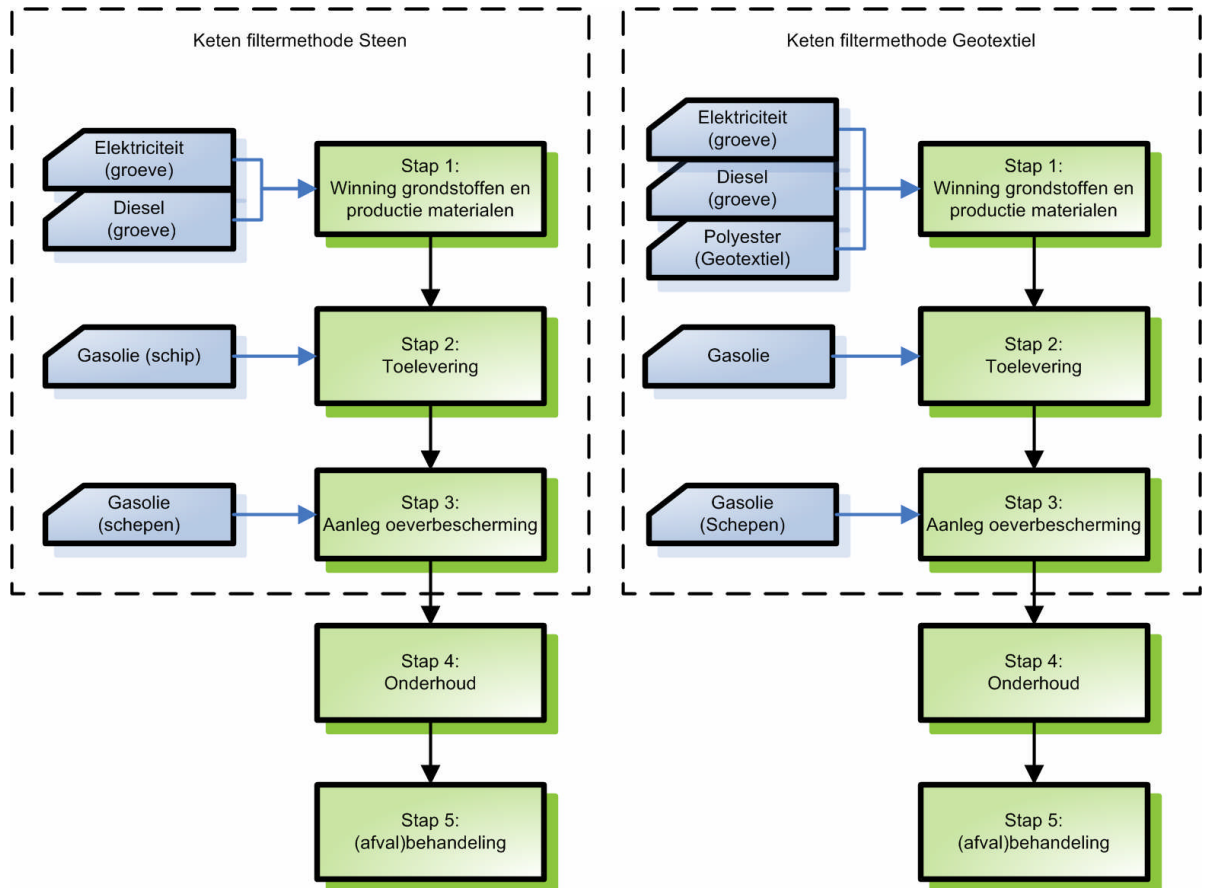 Keten filtermethode Steen
Elektriciteit
(groeve)
Diesel
(groeve)
Stap 1:
Winning grondstoffen en
productie materialen
Gasolie (schip)
Stap 2:
Toelevering
Gasolie
(schepen)
Stap 3:
Aanleg oeverbescherming
Stap 4:
Onderhoud
Stap 5:
(afval)behandeling
Keten filtermethode Geotextiel
Elektriciteit
(groeve)
Diesel
(groeve)
Polyester
(Geotextiel)
Stap 1:
Winning grondstoffen en
productie materialen
Gasolie
Stap 2:
Toelevering
Gasolie
(Schepen)
Stap 3:
Aanleg oeverbescherming
Stap 4:
Onderhoud
Stap 5:
(afval)behandeling